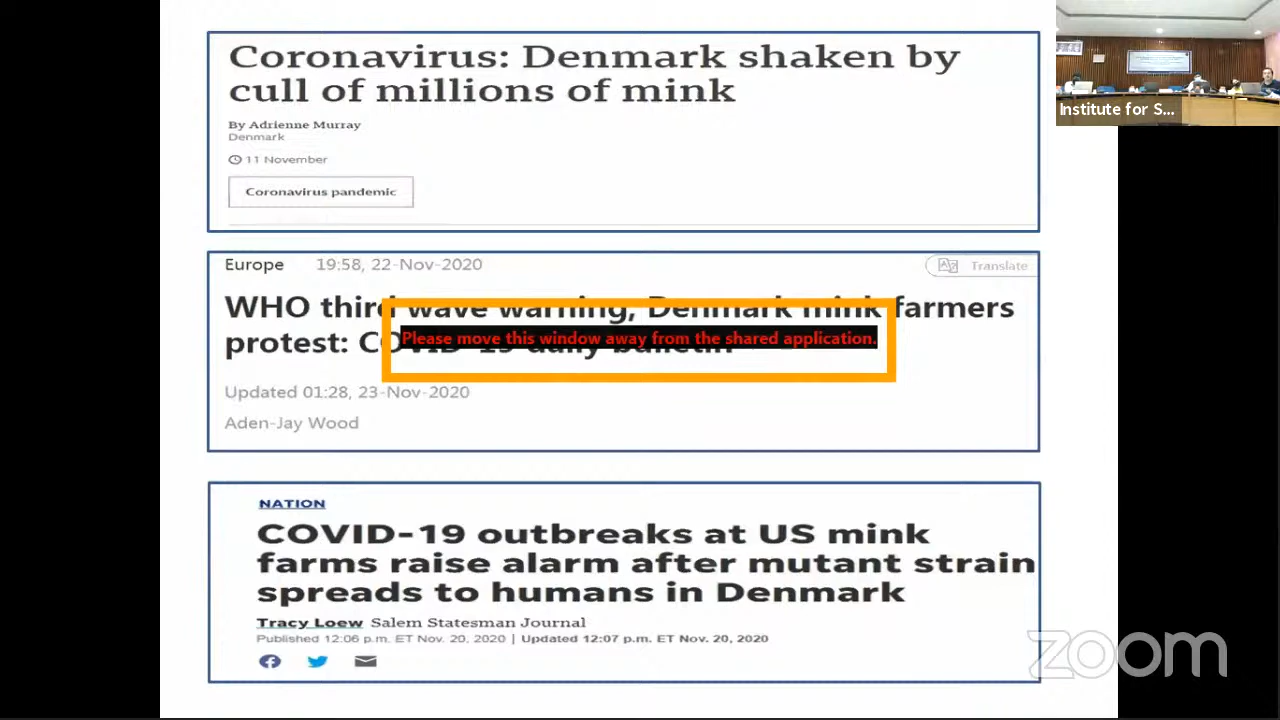 Coronavirus: Denmark shaken by
cull of millions of mink
By Adrienne Murray
Denmark
11 November
Coronavirus pandemic
Institute for S...
Europe 19:58, 22-Nov-2020
Translate
WHO third wave warning, Denmark mink farmers
protest: COVID-19 daily bulletin
Please move this window away from the shared application.
Updated 01:28, 23-Nov-2020
Aden-Jay Wood
NATION
COVID-19 outbreaks at US mink
farms raise alarm after mutant strain
spreads to humans in Denmark
Tracy Loew Salem Statesman Journal
Published 12:06 p.m. ET Nov. 20, 2020 | Updated 12:07 p.m. ET Nov. 20, 2020
zoom